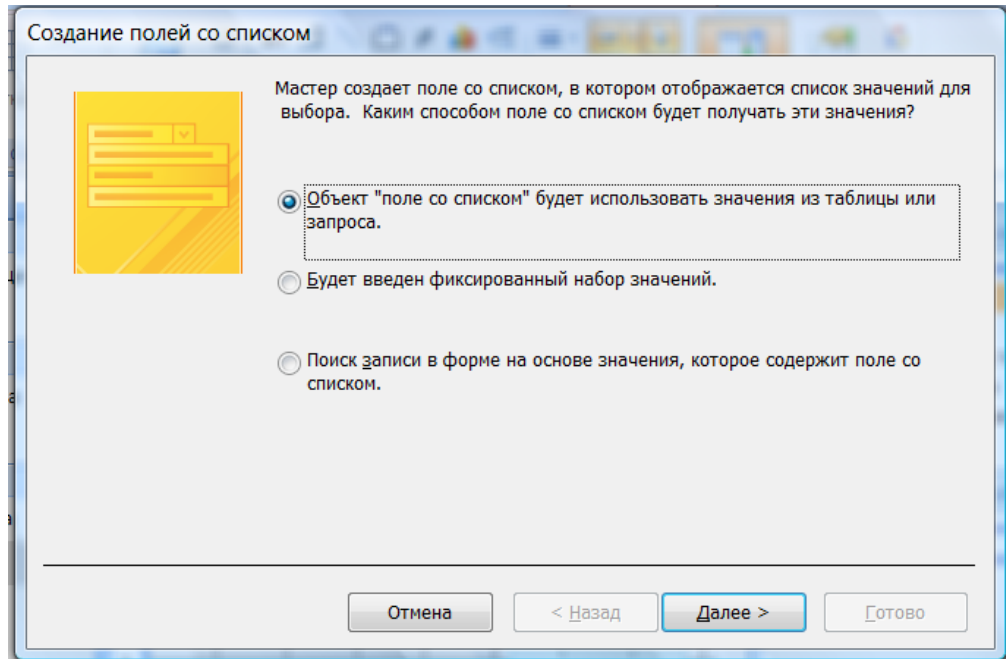 Создание полей со списком
Мастер создает поле со списком, в котором отображается список значений для
выбора. Каким способом поле со списком будет получать эти значения?
Объект "поле со списком" будет использовать значения из таблицы или
запроса.
Будет введен фиксированный набор значений.
Поиск записи в форме на основе значения, которое содержит поле со
списком.
Отмена
< Назад
Далее >
Готово